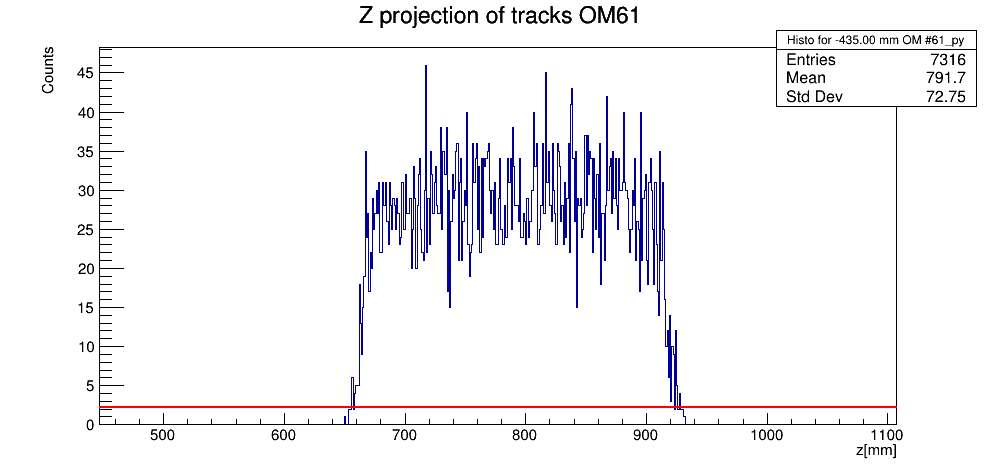 Z projection of tracks OM61
Histo for -435.00 mm OM #61_py
Entries 7316
Mean 791.7
Std Dev 72.75
Counts
45
40
35
30
25
20
15
10
5
0
500 600 700 800 900 1000 1100
z[mm]